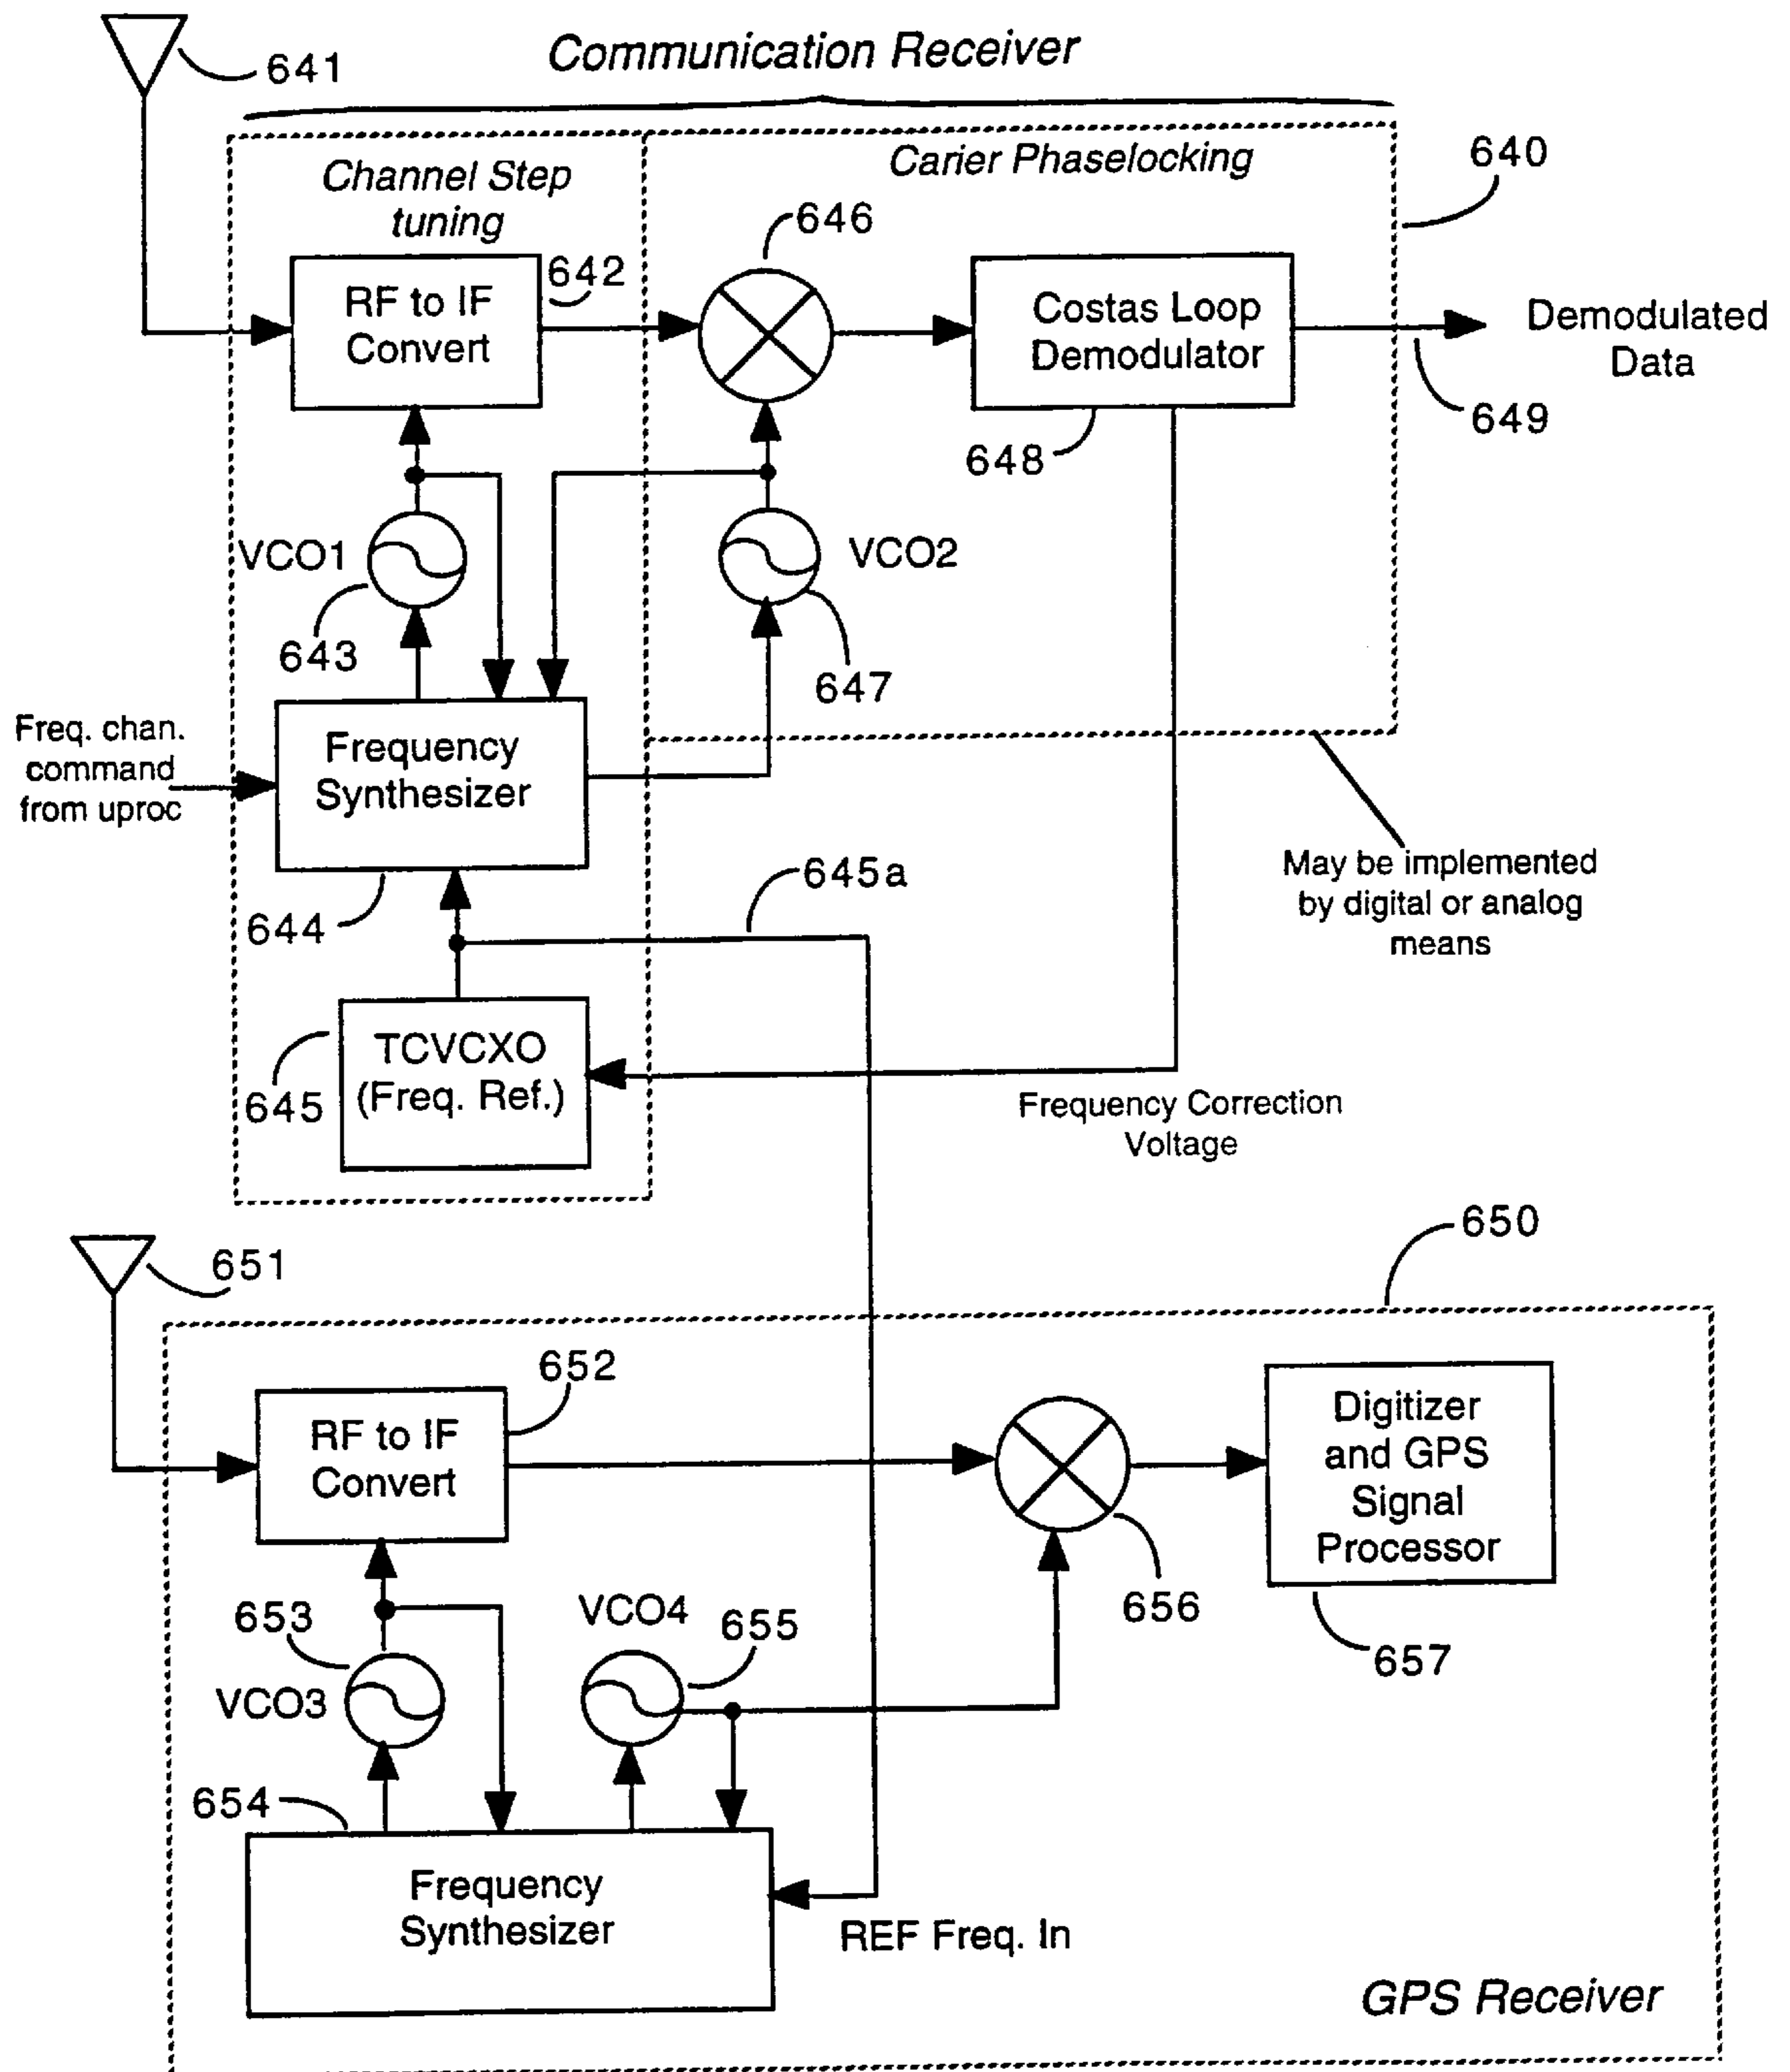 641
Communication Receiver
640
Channel Step
tuning
Carier Phaselocking
646
RF to IF
Convert
642
Costas Loop
Demodulator
Demodulated
Data
649
648
VCO1
VCO2
643
647
Freq. chan.
command
from uproc
Frequency
Synthesizer
644
645a
May be implemented
by digital or analog
means
TCVCXO
(Freq. Ref.)
645
Frequency Correction
Voltage
651
650
652
RF to IF
Convert
Digitizer
and GPS
Signal
Processor
656
657
653
VCO3
VCO4
655
654
Frequency
Synthesizer
REF Freq. In
GPS Receiver